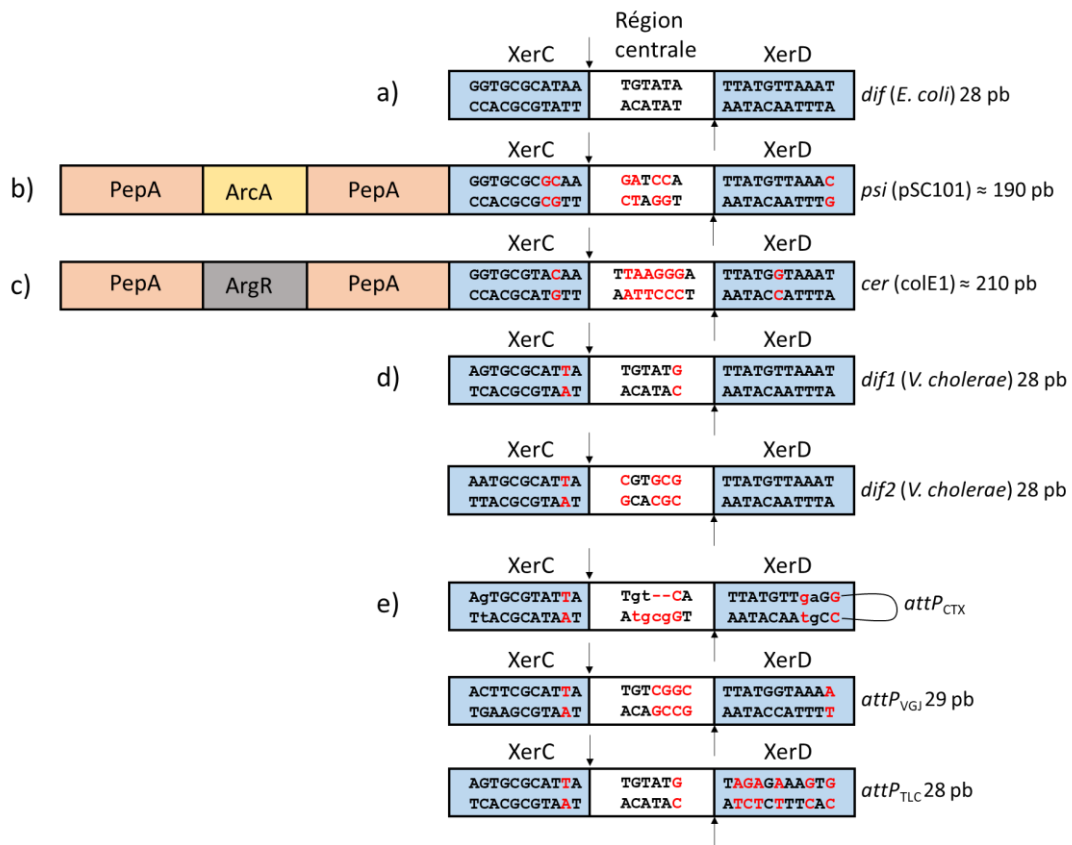 Région
centrale
XerC XerD
a) GGTGCGCATAA TGTATA TTATGTTAAAT
CCACGCGTATT ACATAT AATACAATTTA
dif (E. coli) 28 pb
XerC XerD
b) PepA ArcA PepA GGTGCGCGCAA GATCCA TTATGTTAAAC
CCACGCGCGTT CTAGGT AATACAATTTG
psi (pSC101) ≈ 190 pb
XerC XerD
c) PepA ArgR PepA GGTGCGTACAA TTAAGGGA TTATGGTAAAT
CCACGCATGTT AATTCCCT AATACCATTTA
cer (colE1) ≈ 210 pb
XerC XerD
d) AGTGCGCATTA TGTATG TTATGTTAAAT
TCACGCGTAAT ACATAC AATACAATTTA
dif1 (V. cholerae) 28 pb
XerC XerD
AATGCGCATTA CGTGCG TTATGTTAAAT
TTACGCGTAAT GCACGC AATACAATTTA
dif2 (V. cholerae) 28 pb
XerC XerD
e) AgTGCGTATTA Tgt--CA TTATGTTgaGG
TtACGCATAAT AtgcgGT AATACAAtgCC
attPCTX
XerC XerD
ACTTCGCATTA TGTCGGC TTATGGTAAAA
TGAAGCGTAAT ACAGCCG AATACCATTTT
attPVGJ 29 pb
XerC XerD
AGTGCGCATTA TGTATG TAGAGAAAGTG
TCACGCGTAAT ACATAC ATCTCTTTCAC
attPTLC 28 pb